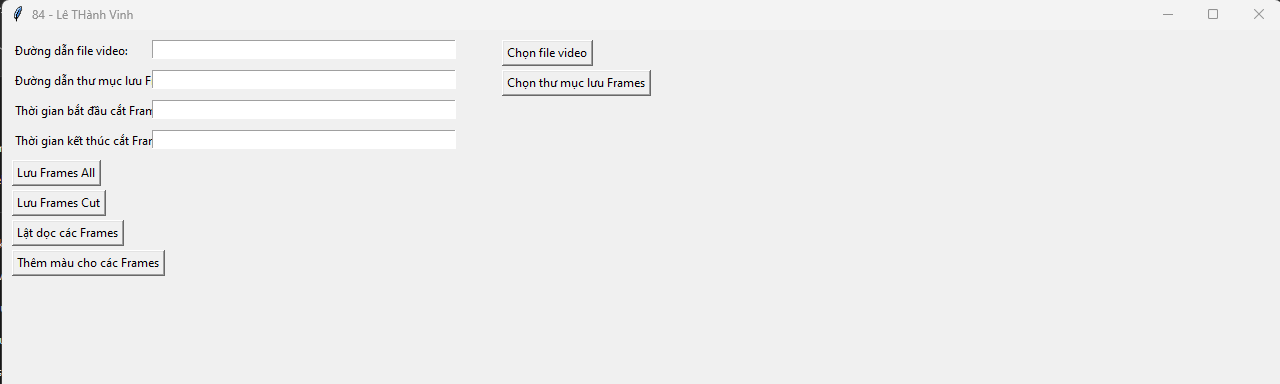 84 - Lê THành Vinh
Đường dẫn file video:
Chọn file video
Đường dẫn thư mục lưu F
Chọn thư mục lưu Frames
Thời gian bắt đầu cắt Fram
Thời gian kết thúc cắt Fram
Lưu Frames All
Lưu Frames Cut
Lật dọc các Frames
Thêm màu cho các Frames